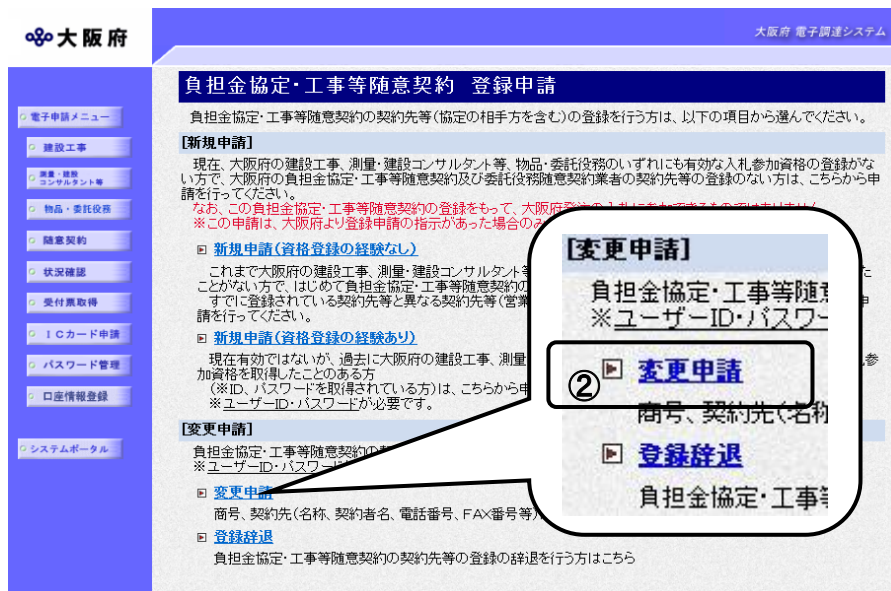 大阪府
大阪府 電子調達システム
電子申請メニュー
建設工事
測量・建設
コンサルタント等
物品・委託役務
随意契約
状況確認
受付票取得
ICカード申請
パスワード管理
口座情報登録
システムポータル
負担金協定・工事等随意契約 登録申請
負担金協定・工事等随意契約の契約先等(協定の相手方を含む)の登録を行う方は、以下の項目から選んでください。
[新規申請]
現在、大阪府の建設工事、測量・建設コンサルタント等、物品・委託役務のいずれにも有効な入札参加資格の登録がな
い方で、大阪府の負担金協定・工事等随意契約及び委託役務随意契約業者の契約先等の登録のない方は、こちらから申
請を行ってください。
なお、この負担金協定・工事等随意契約の登録をもって、大阪府
※この申請は、大阪府より登録申請の指示があった場合の
新規申請(資格登録の経験なし)
これまで大阪府の建設工事、測量・建設コンサルタント等
た
ことがない方で、はじめて負担金協定・工事等随意契約の
すでに登録されている契約先等と異なる契約先等(営業
申
請を行ってください。
新規申請(資格登録の経験あり)
現在有効ではないが、過去に大阪府の建設工事、測量
参
加資格を取得したことのある方
(※ID、パスワードを取得されている方)は、こちらから
※ユーザーID・パスワードが必要です。
[変更申請]
負担金協定・工事等随意契約の
※ユーザーID・パスワード
変更申請
商号、契約先(名称、契約者名、電話番号、FAX番号等)
登録辞退
負担金協定・工事等随意契約の契約先等の登録の辞退を行う方はこちら
[変更申請]
負担金協定・工事等随
※ユーザーID・パスワー
② 変更申請
商号、契約先(名称
登録辞退
負担金協定・工事